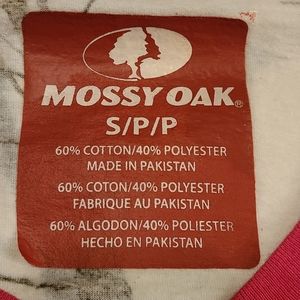 MOSSY OAK®
S/P/P
60% COTTON/40% POLYESTER
MADE IN PAKISTAN
60% COTON/40% POLYESTER
FABRIQUE AU PAKISTAN
60% ALGODON/40% POLIESTER
HECHO EN PAKISTAN